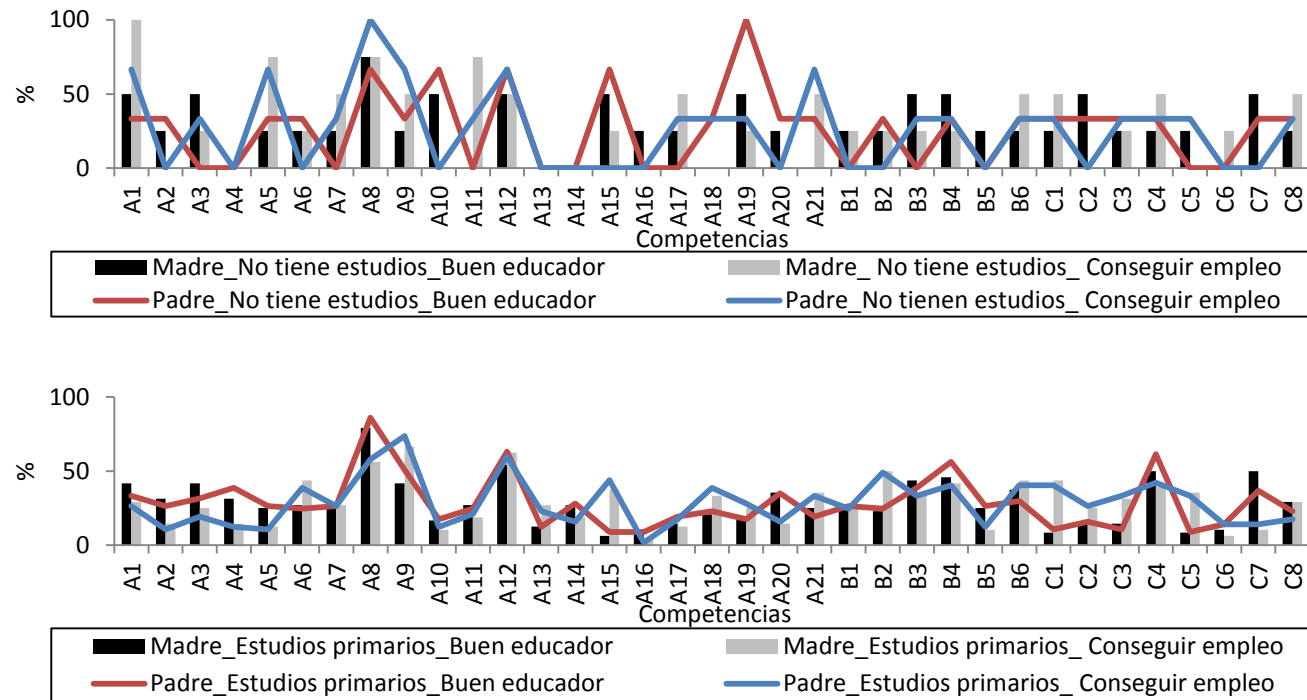 100
50
0
%
A1 A2 A3 A4 A5 A6 A7 A8 A9 A10 A11 A12 A13 A14 A15 A16 A17 A18 A19 A20 A21 B1 B2 B3 B4 B5 B6 C1 C2 C3 C4 C5 C6 C7 C8
Competencias
Madre_No tiene estudios_Buen educador Madre_ No tiene estudios_ Conseguir empleo
Padre_No tiene estudios_Buen educador Padre_No tienen estudios_ Conseguir empleo
100
50
0
%
A1 A2 A3 A4 A5 A6 A7 A8 A9 A10 A11 A12 A13 A14 A15 A16 A17 A18 A19 A20 A21 B1 B2 B3 B4 B5 B6 C1 C2 C3 C4 C5 C6 C7 C8
Competencias
Madre_Estudios primarios_Buen educador Madre_Estudios primarios_ Conseguir empleo
Padre_Estudios primarios_Buen educador Padre_Estudios primarios_ Conseguir empleo